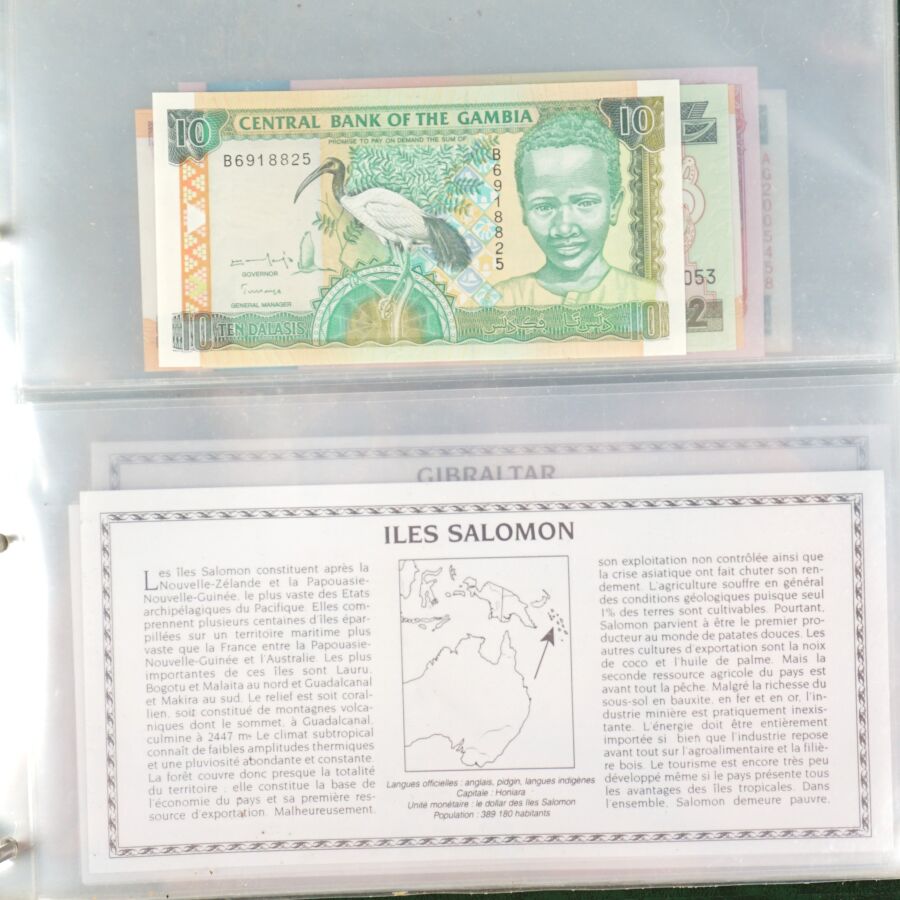 10 CENTRAL BANK OF THE GAMBIA 10
PROMISE TO PAY ON DEMAND THE SUM OF
B6918825
B6918825
GOVERNOR
GENERAL MANAGER
10 TEN DALASIS 10
053
2
AG200545B
GIBRALTAR
ILES SALOMON
Les îles Salomon constituent après la
Nouvelle-Zélande et la Papouasie-
Nouvelle-Guinée, le plus vaste des Etats
archipélagiques du Pacifique. Elles com-
prennent plusieurs centaines d'îles épar-
pillées sur un territoire maritime plus
vaste que la France entre la Papouasie-
Nouvelle-Guinée et l'Australie. Les plus
importantes de ces îles sont Lauru,
Bogotu et Malaita au nord et Guadalcanal
et Makira au sud. Le relief est soit coral-
lien, soit constitué de montagnes volca-
niques dont le sommet, à Guadalcanal,
culmine à 2447 m. Le climat subtropical
connaît de faibles amplitudes thermiques
et une pluviosité abondante et constante.
La forêt couvre donc presque la totalité
du territoire ; elle constitue la base de
l'économie du pays et sa première res-
source d'exportation. Malheureusement,
Langues officielles : anglais, pidgin, langues indigènes
Capitale : Honiara
Unité monétaire : le dollar des îles Salomon
Population : 389 180 habitants
son exploitation non contrôlée ainsi que
la crise asiatique ont fait chuter son ren-
dement. L'agriculture souffre en général
des conditions géologiques puisque seul
1% des terres sont cultivables. Pourtant,
Salomon parvient à être le premier pro-
ducteur au monde de patates douces. Les
autres cultures d'exportation sont la noix
de coco et l'huile de palme. Mais la
seconde ressource agricole du pays est
avant tout la pêche. Malgré la richesse du
sous-sol en bauxite, en fer et en or, l'in-
dustrie minière est pratiquement inexis-
tante. L'énergie doit être entièrement
importée si bien que l'industrie repose
avant tout sur l'agroalimentaire et la filiè-
re bois. Le tourisme est encore très peu
développé même si le pays présente tous
les avantages des îles tropicales. Dans
l'ensemble, Salomon demeure pauvre.